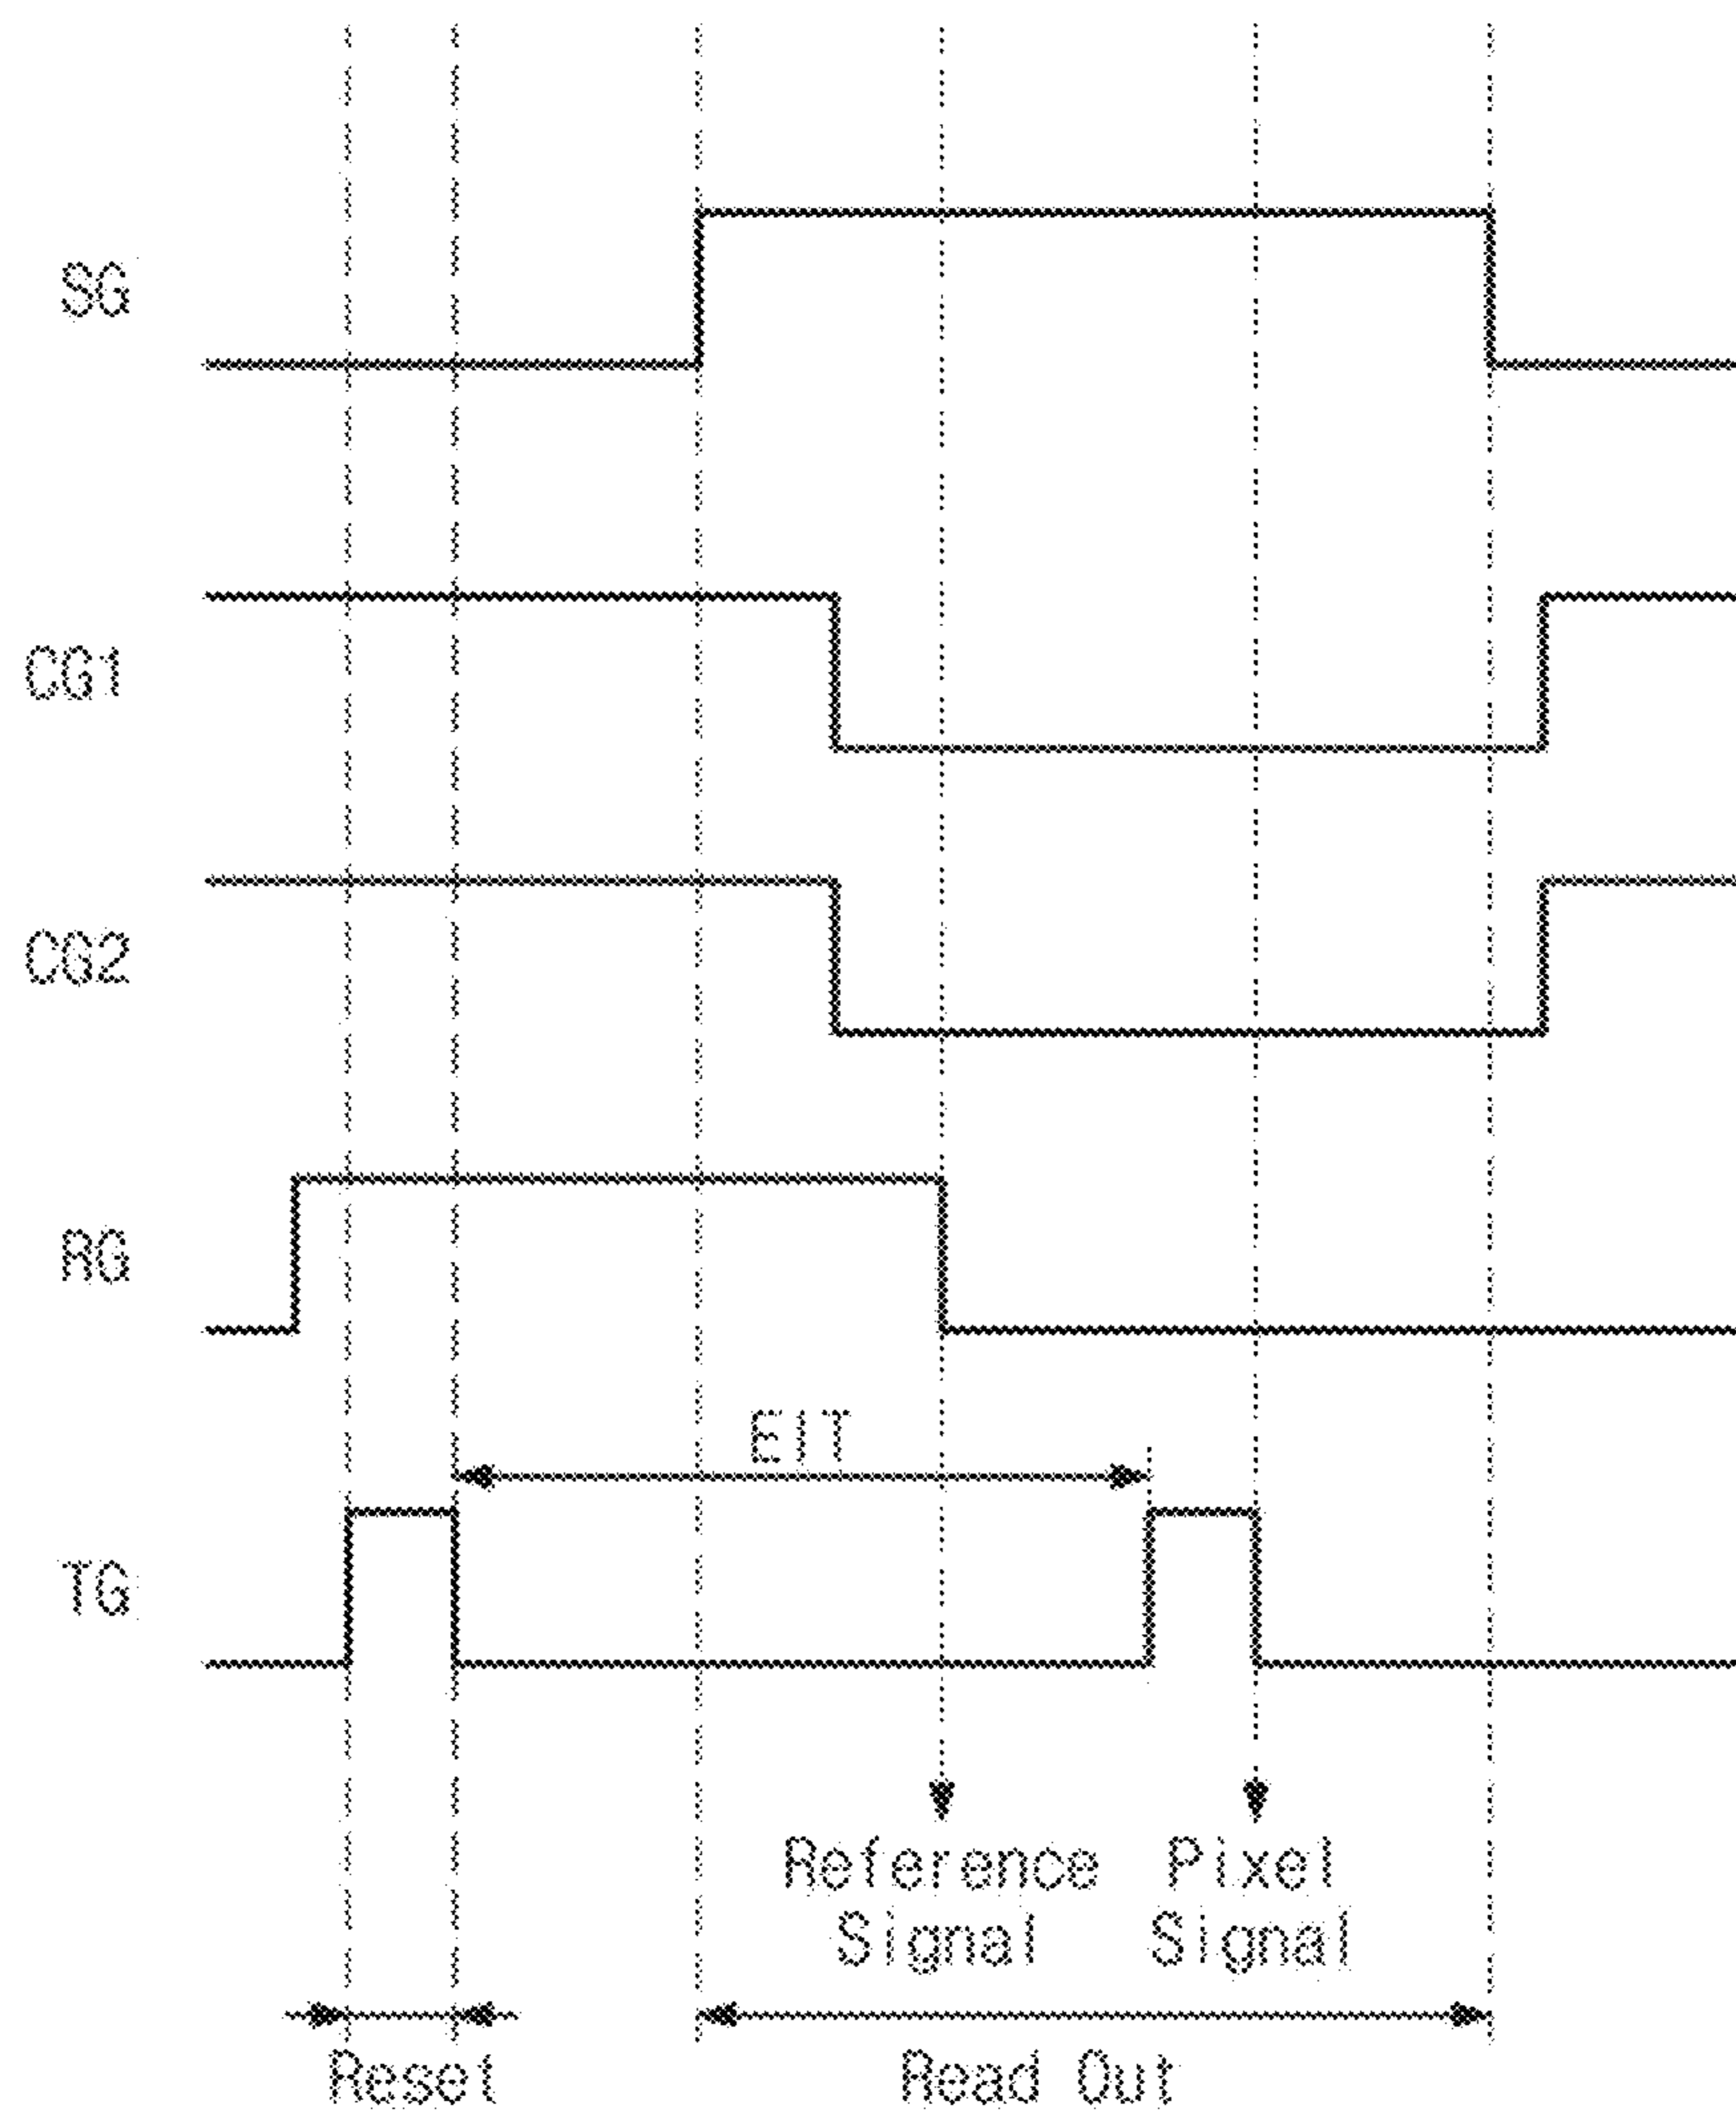 SG
CG1
CG2
RG
EIT
TG
Reference Pixel
Signal Signal
Reset
Read Out